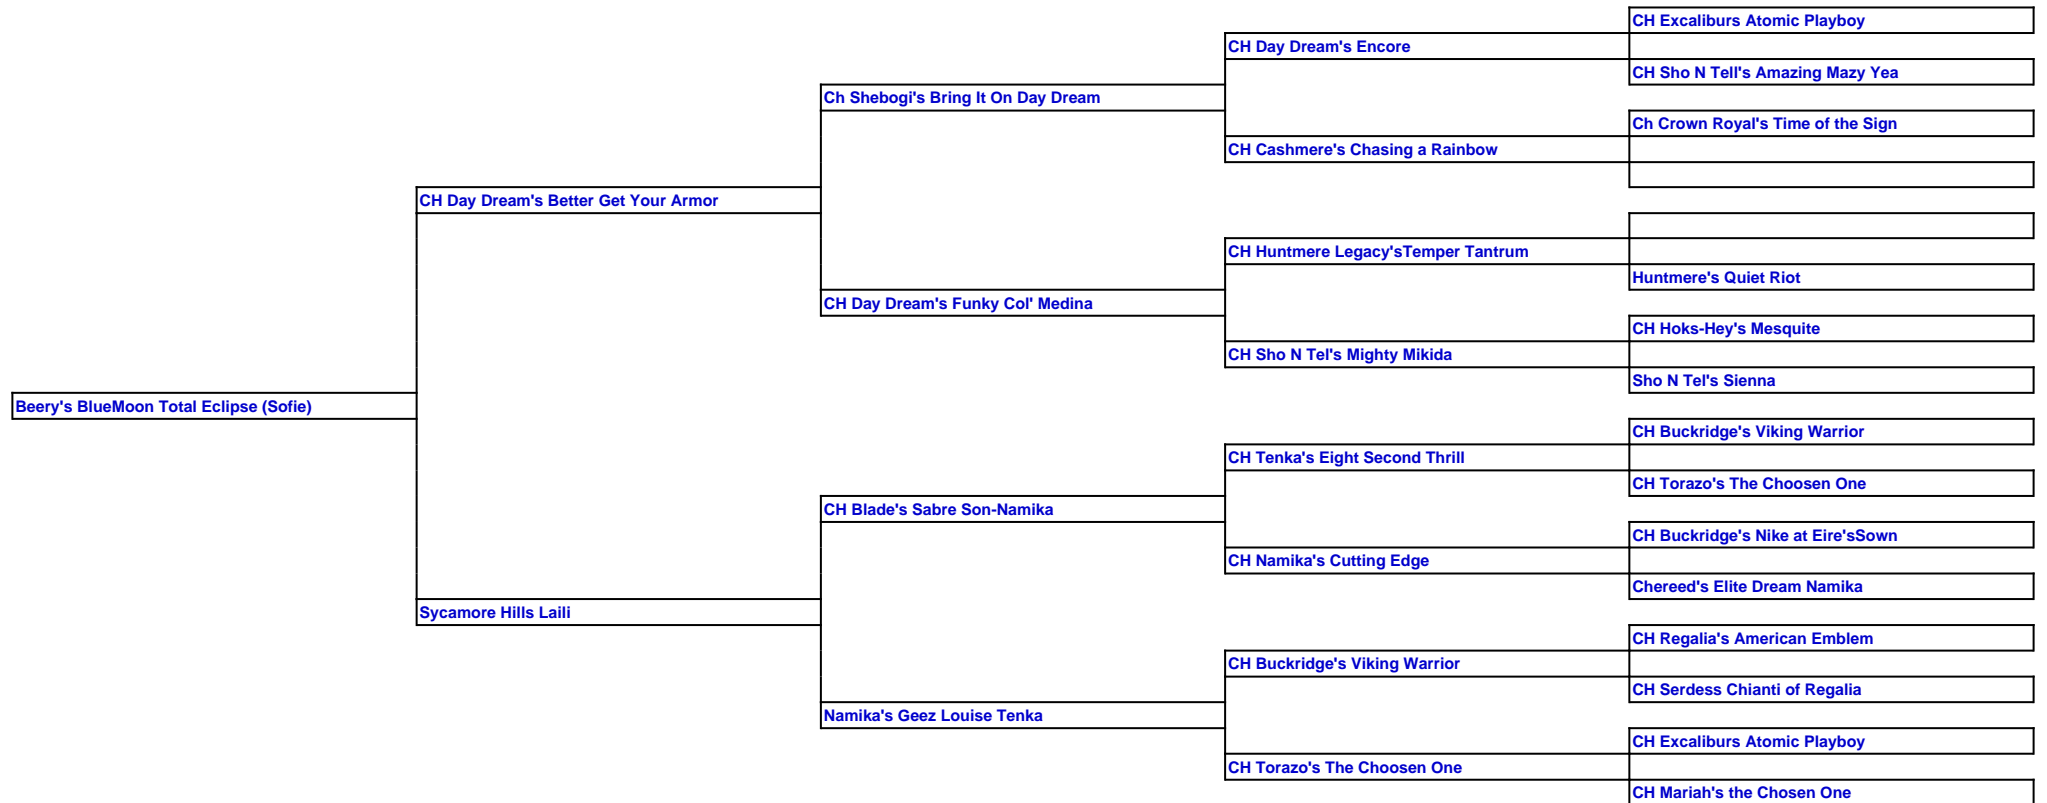 CH Excaliburs Atomic Playboy
CH Day Dream's Encore
CH Sho N Tell's Amazing Mazy Yea
Ch Shebogi's Bring It On Day Dream
Ch Crown Royal's Time of the Sign
CH Cashmere's Chasing a Rainbow
CH Day Dream's Better Get Your Armor
CH Huntmere Legacy'sTemper Tantrum
Huntmere's Quiet Riot
CH Day Dream's Funky Col' Medina
CH Hoks-Hey's Mesquite
CH Sho N Tel's Mighty Mikida
Sho N Tel's Sienna
Beery's BlueMoon Total Eclipse (Sofie)
CH Buckridge's Viking Warrior
CH Tenka's Eight Second Thrill
CH Torazo's The Choosen One
CH Blade's Sabre Son-Namika
CH Buckridge's Nike at Eire'sSown
CH Namika's Cutting Edge
Chereed's Elite Dream Namika
Sycamore Hills Laili
CH Regalia's American Emblem
CH Buckridge's Viking Warrior
CH Serdess Chianti of Regalia
Namika's Geez Louise Tenka
CH Excaliburs Atomic Playboy
CH Torazo's The Choosen One
CH Mariah's the Chosen One